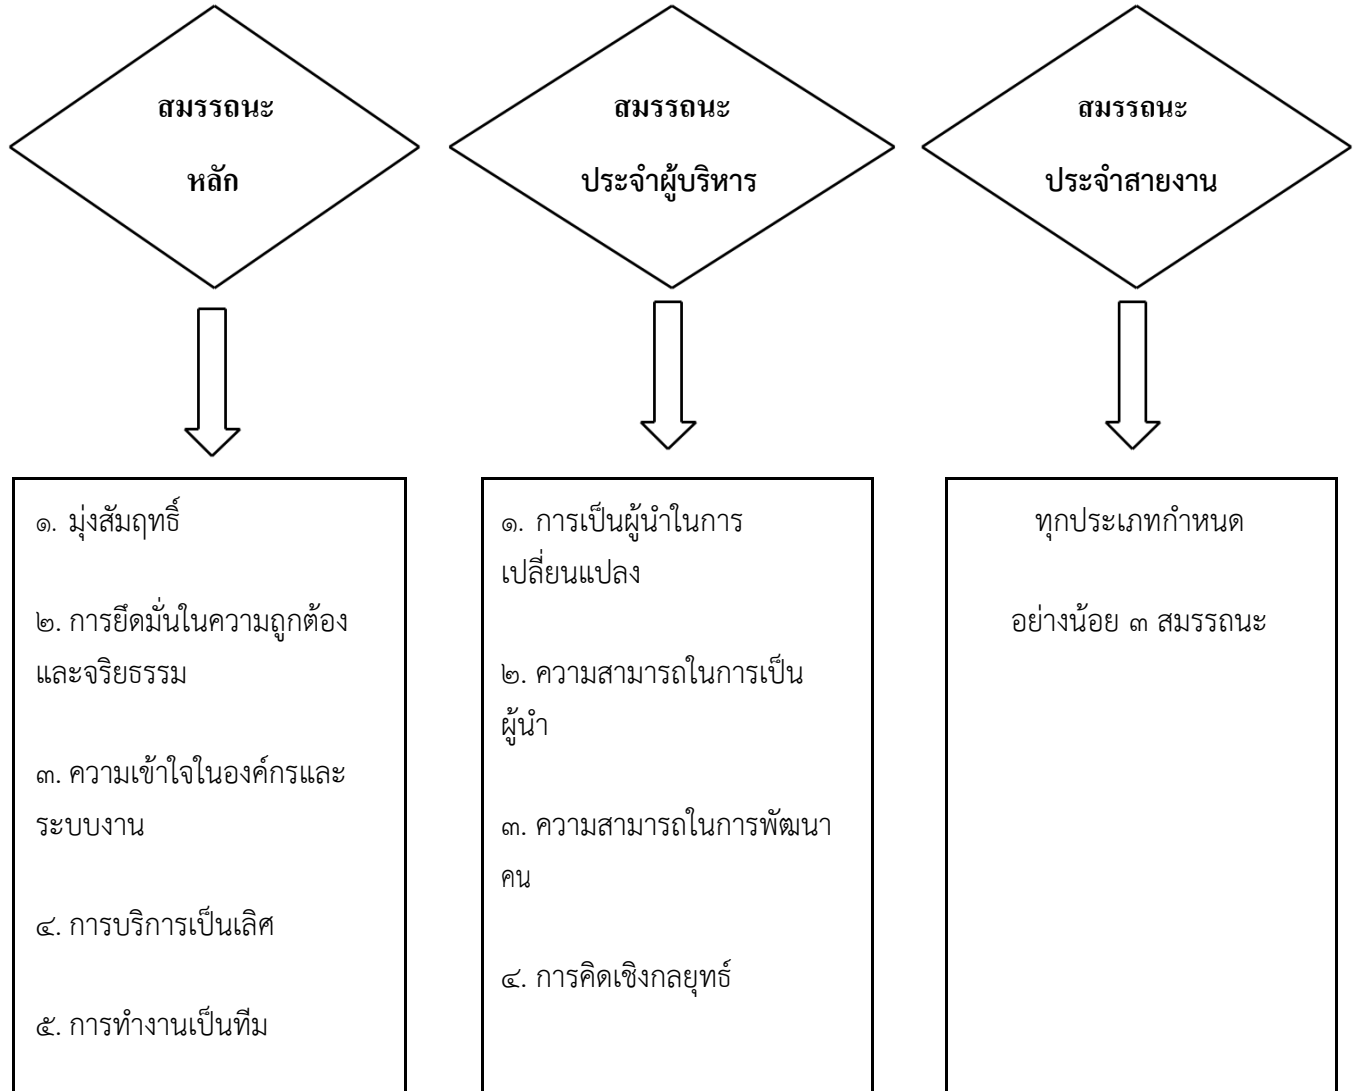 สมรรถนะ
หลัก
สมรรถนะ
ประจำผู้บริหาร
สมรรถนะ
ประจำสายงาน
๑. มุ่งสัมฤทธิ์
๒. การยึดมั่นในความถูกต้อง
และจริยธรรม
๓. ความเข้าใจในองค์กรและ
ระบบงาน
๔. การบริการเป็นเลิศ
๕. การทำงานเป็นทีม
๑. การเป็นผู้นำในการ
เปลี่ยนแปลง
๒. ความสามารถในการเป็น
ผู้นำ
๓. ความสามารถในการพัฒนา
คน
๔. การคิดเชิงกลยุทธ์
ทุกประเภทกำหนด
อย่างน้อย ๓ สมรรถนะ